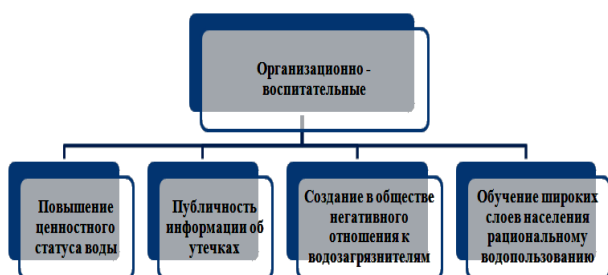 Организационно -
воспитательные
Повышение
ценностного
статуса воды
Публичность
информации об
утечках
Создание в обществе
негативного
отношения к
водозагрязнителям
Обучение широких
слоев населения
рациональному
водопользованию